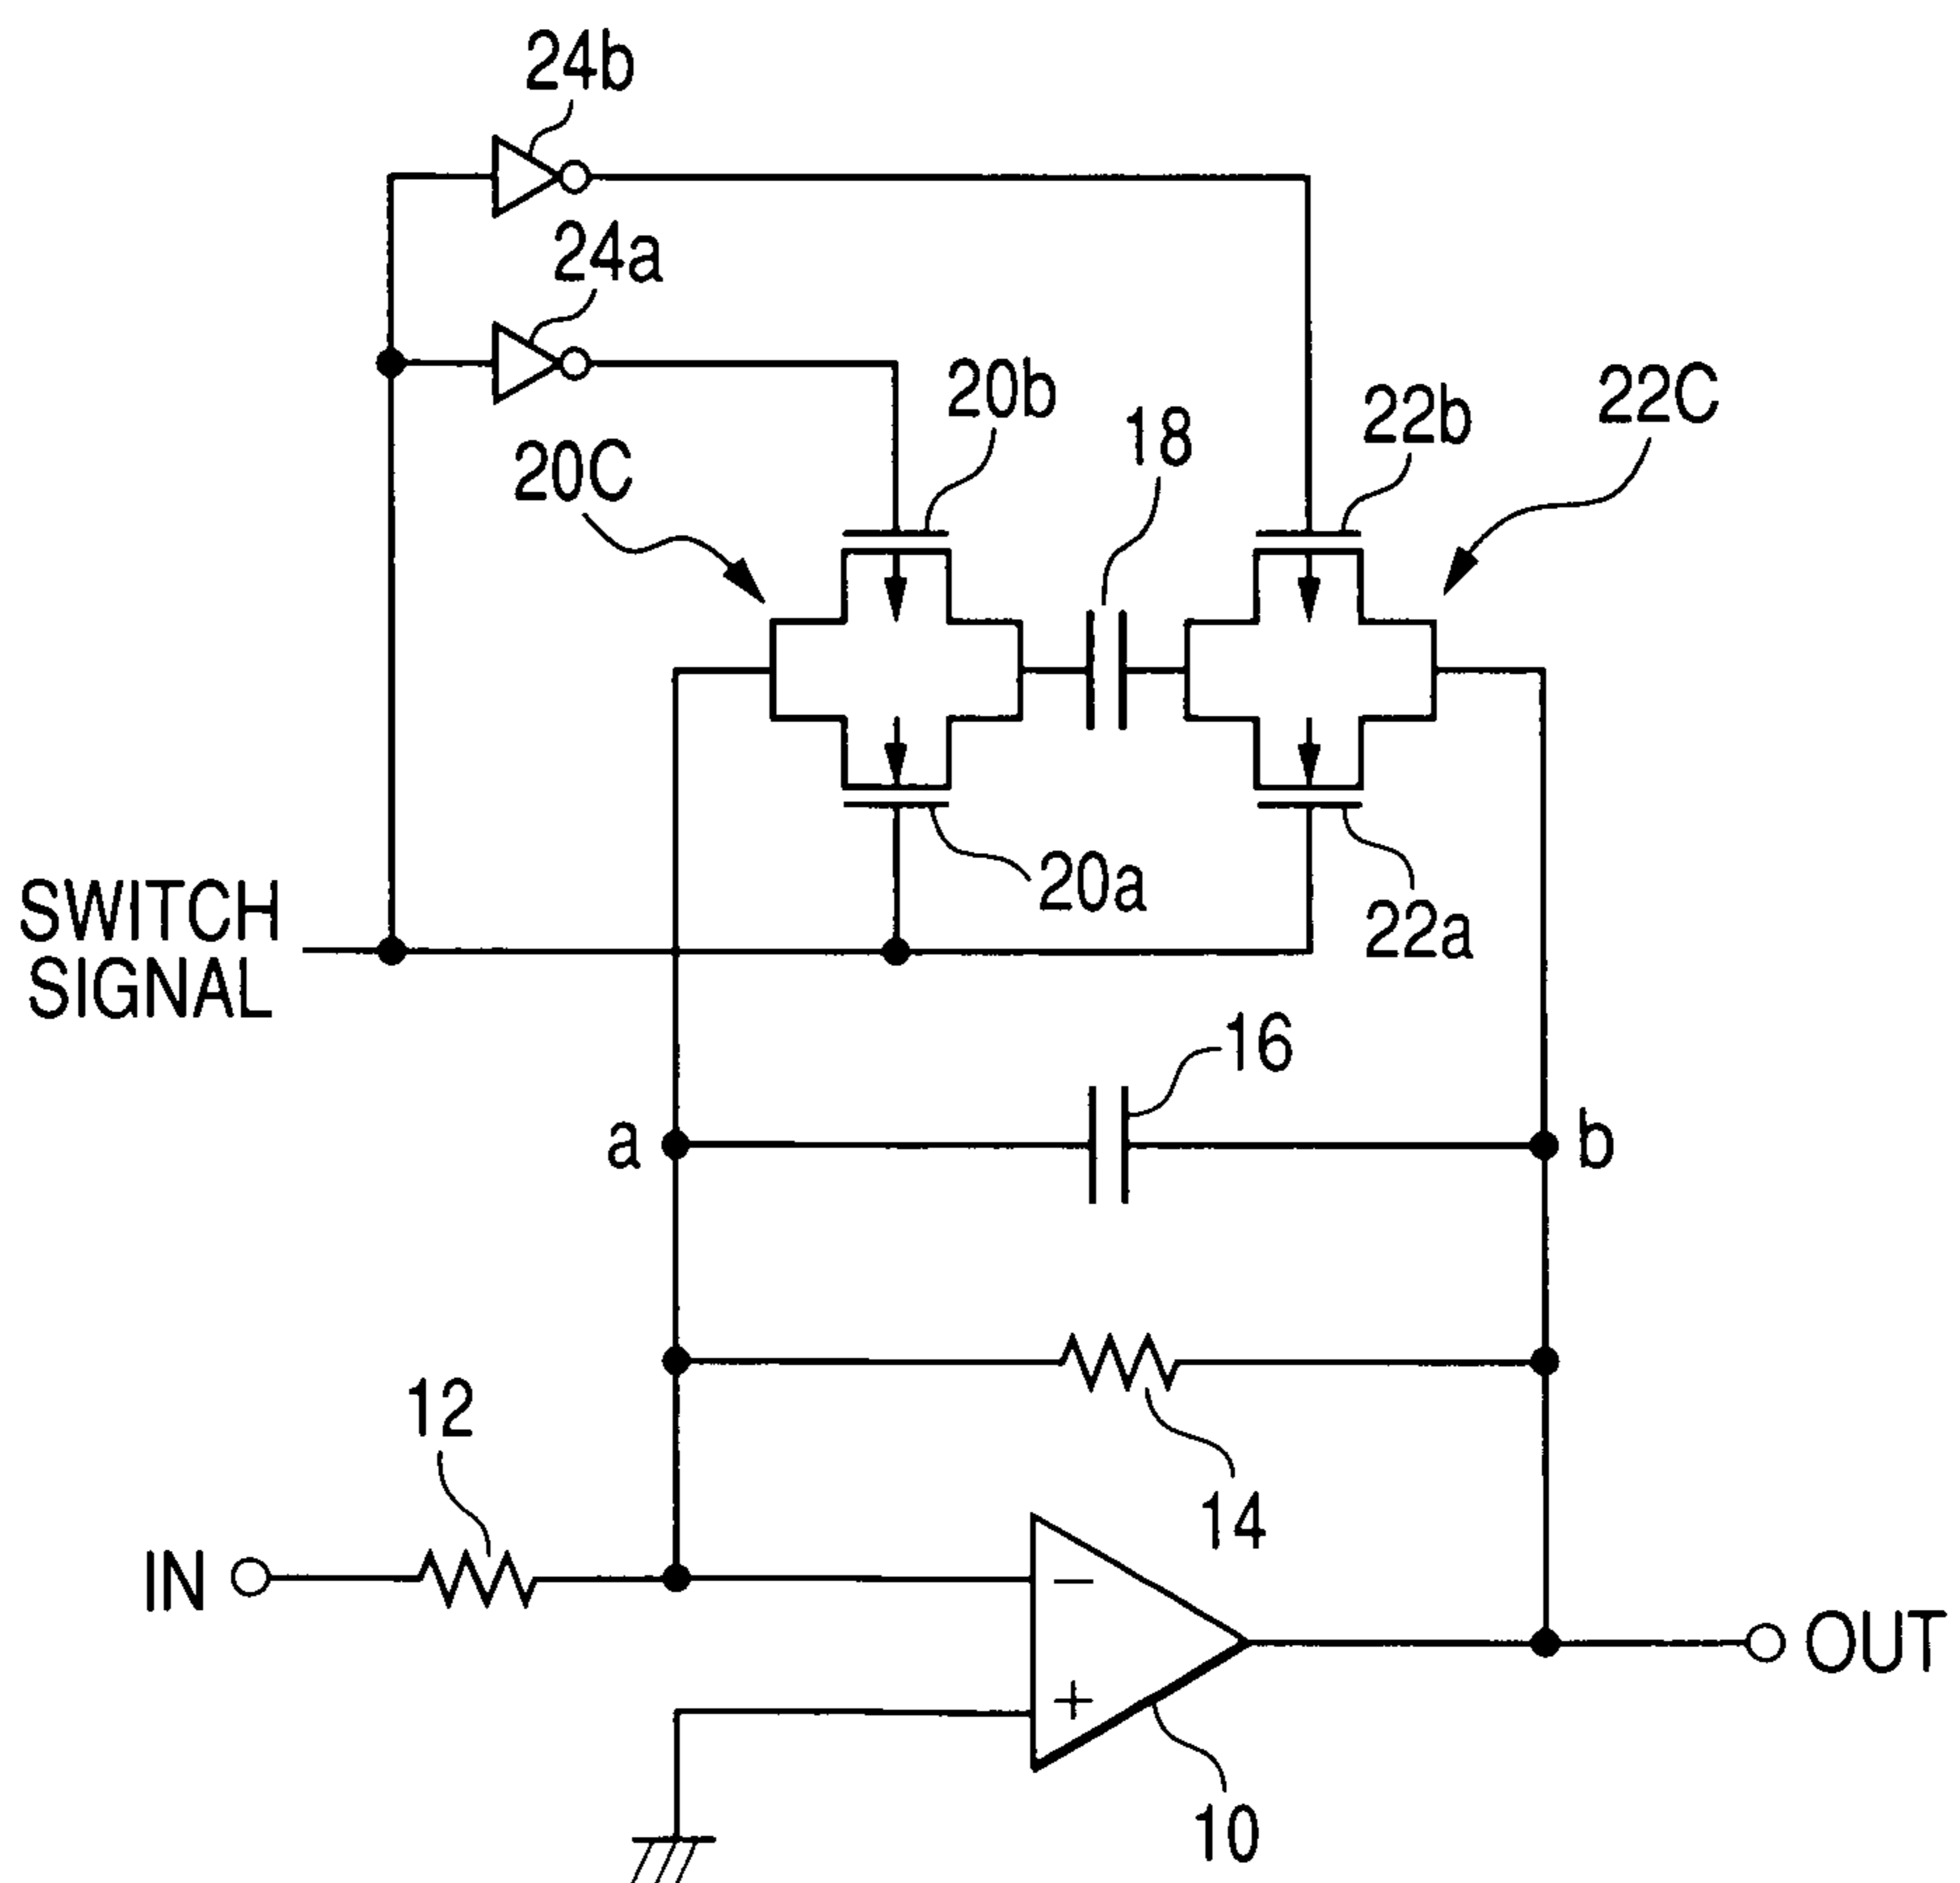 24b
24a
20b
22b
22C
18
20C
20a
22a
SWITCH
SIGNAL
16
a
b
12
14
IN
−
OUT
+
10